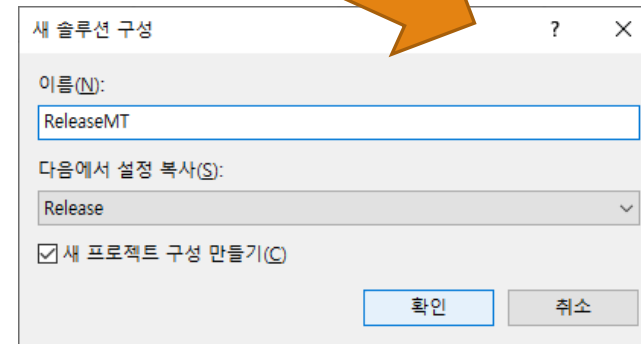 새 솔루션 구성
?
이름(N):
ReleaseMT
다음에서 설정 복사(S):
Release
새 프로젝트 구성 만들기(C)
확인 취소